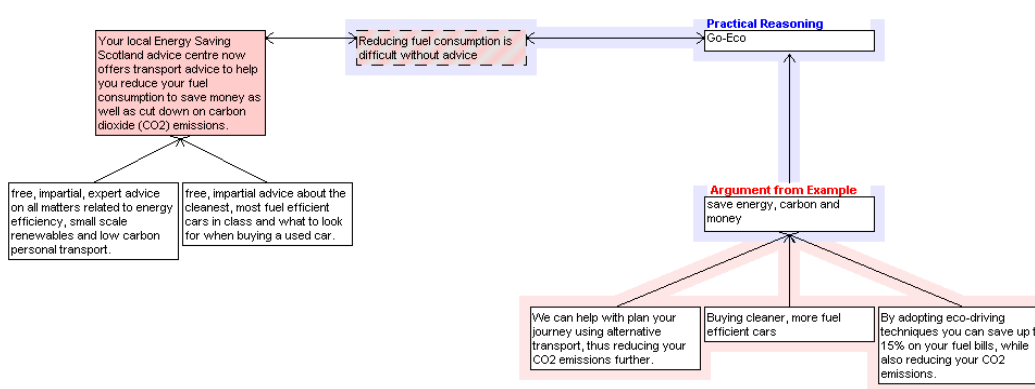 Practical Reasoning
Go-Eco
Your local Energy Saving
Scotland advice centre now
offers transport advice to help
you reduce your fuel
consumption to save money as
well as cut down on carbon
dioxide (CO2) emissions.
Reducing fuel consumption is
difficult without advice
free, impartial, expert advice
on all matters related to energy
efficiency, small scale
renewables and low carbon
personal transport.
free, impartial advice about the
cleanest, most fuel efficient
cars in class and what to look
for when buying a used car.
Argument from Example
save energy, carbon and
money
We can help with plan your
journey using alternative
transport, thus reducing your
CO2 emissions further.
Buying cleaner, more fuel
efficient cars
By adopting eco-driving
techniques you can save up t
15% on your fuel bills, while
also reducing your CO2
emissions.